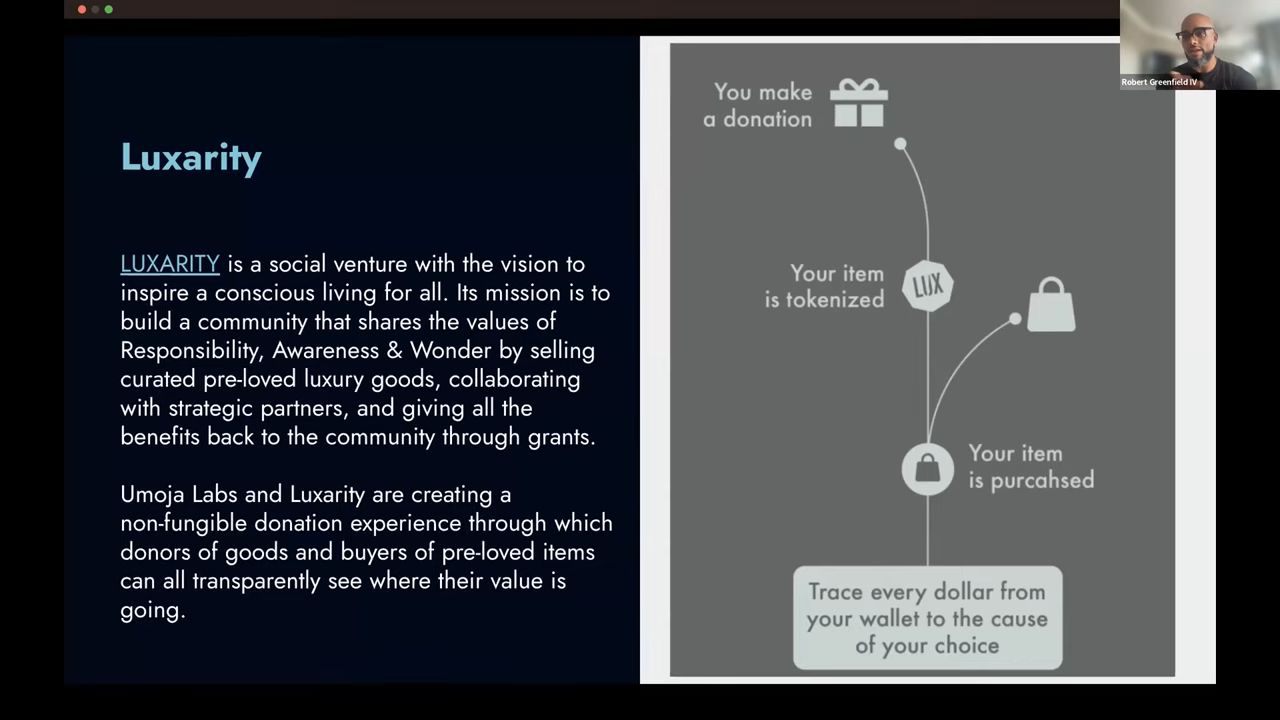 Luxarity
LUXARITY is a social venture with the vision to
inspire a conscious living for all. Its mission is to
build a community that shares the values of
Responsibility, Awareness & Wonder by selling
curated pre-loved luxury goods, collaborating
with strategic partners, and giving all the
benefits back to the community through grants.
Umoja Labs and Luxarity are creating a
non-fungible donation experience through which
donors of goods and buyers of pre-loved items
can all transparently see where their value is
going.
You make
a donation
Your item
is tokenized
LUX
Your item
is purcahsed
Trace every dollar from
your wallet to the cause
of your choice
Robert Greenfield IV